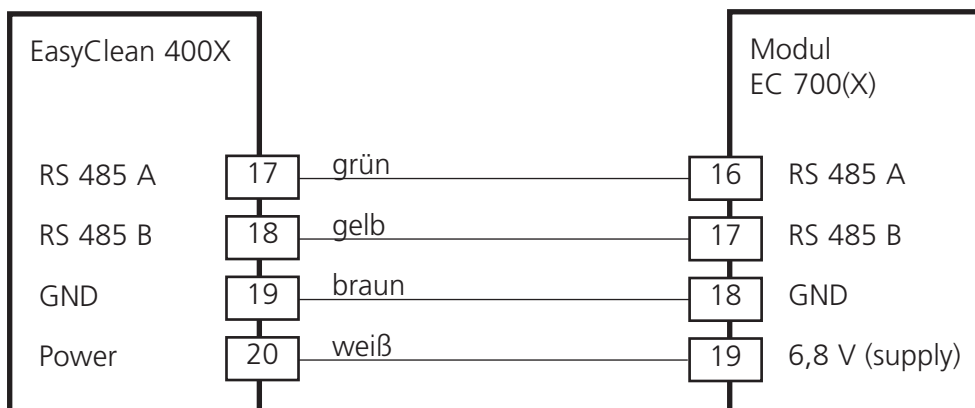 EasyClean 400X
Modul
EC 700(X)
RS 485 A 17 grün 16 RS 485 A
RS 485 B 18 gelb 17 RS 485 B
GND 19 braun 18 GND
Power 20 weiß 19 6,8 V (supply)